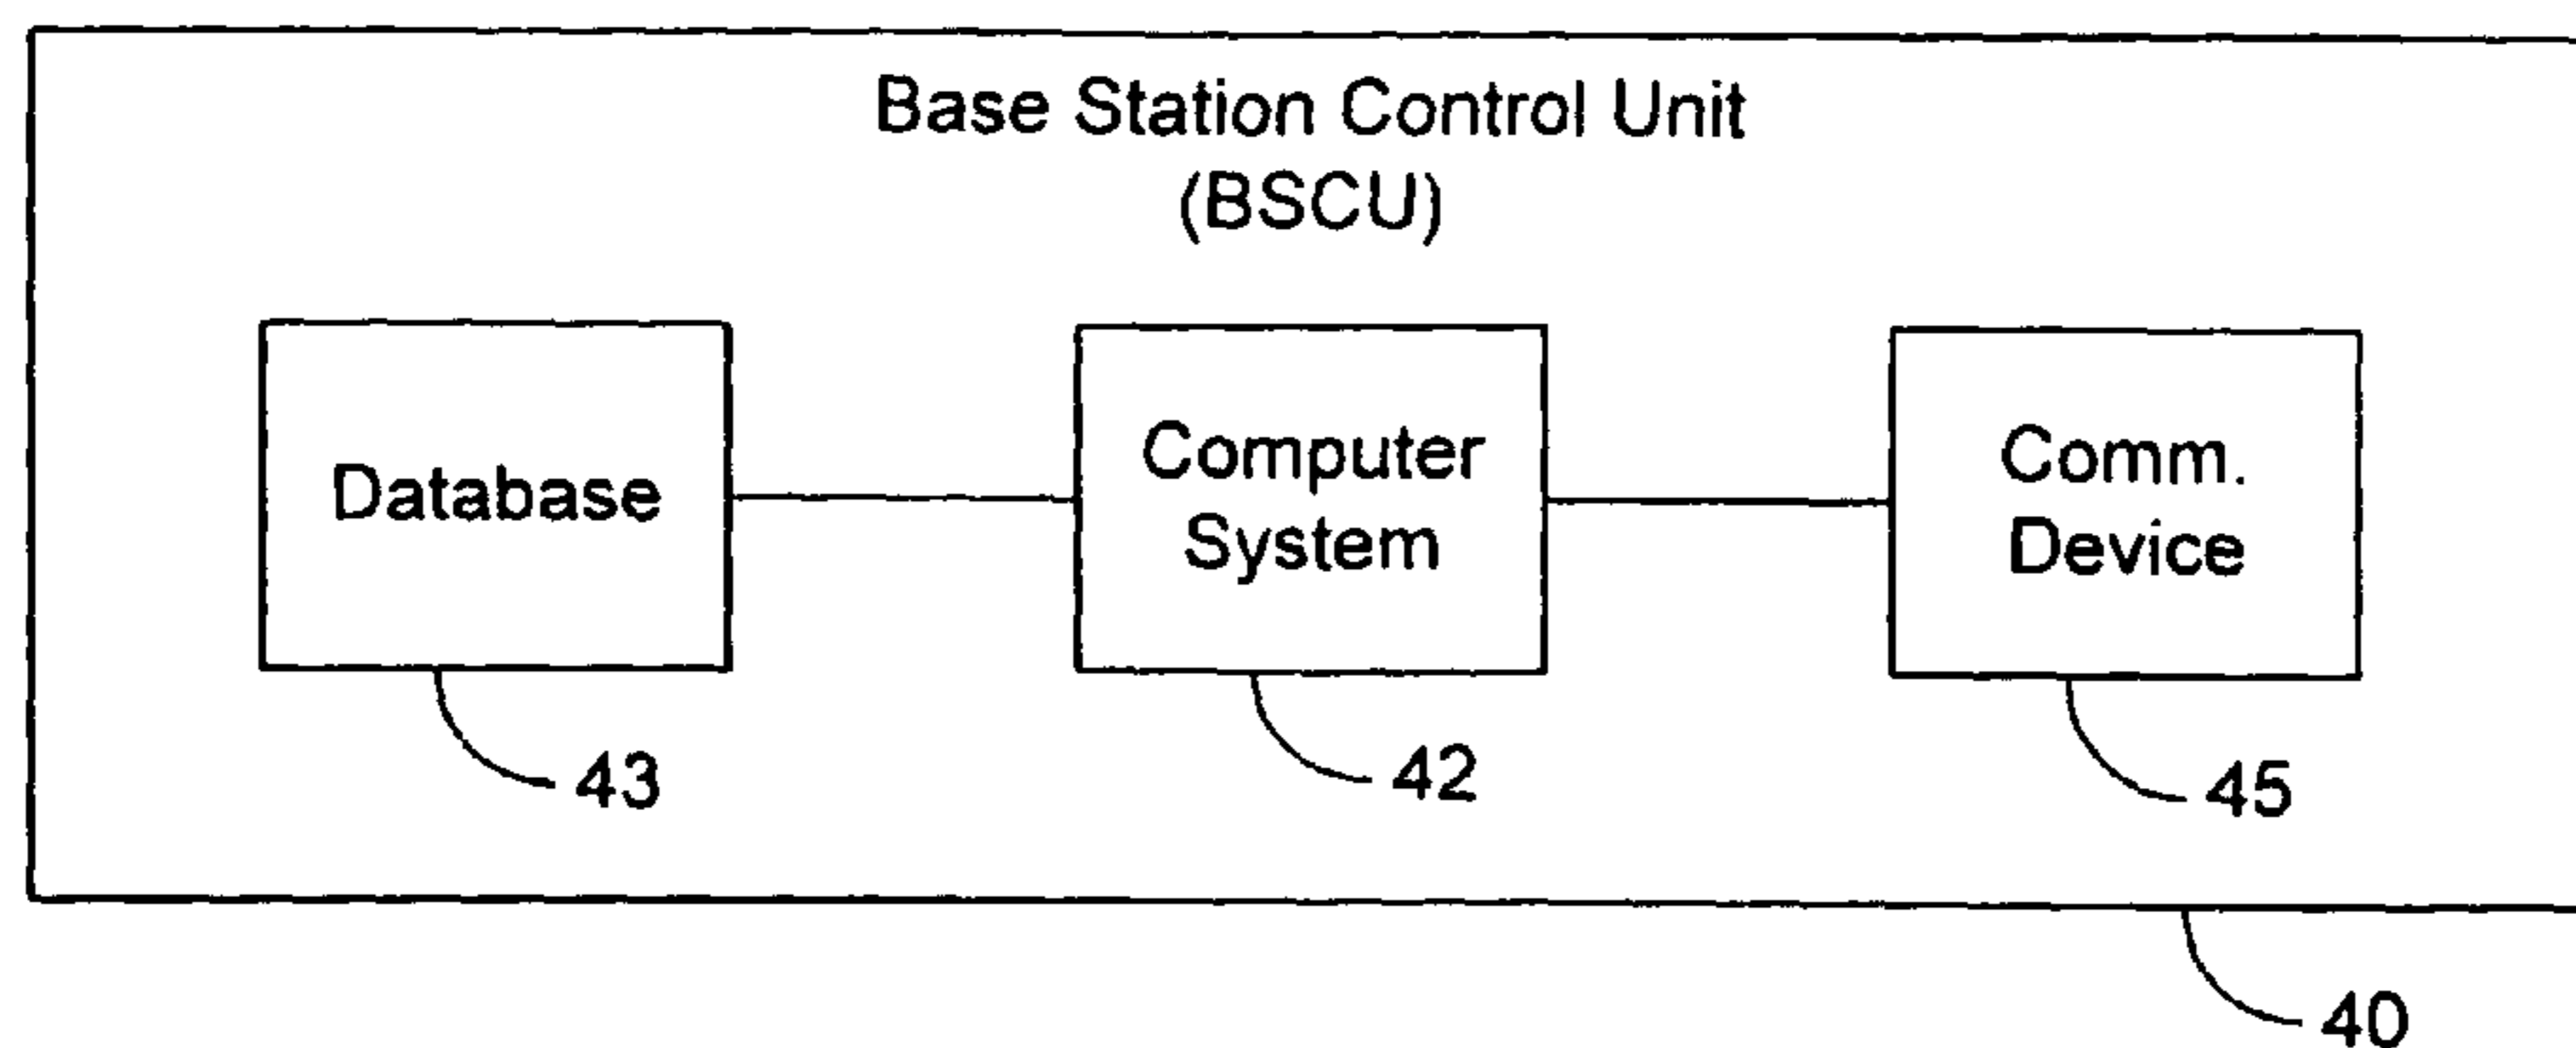 Base Station Control Unit
(BSCU)
Database
Computer
System
Comm.
Device
43
42
45
40